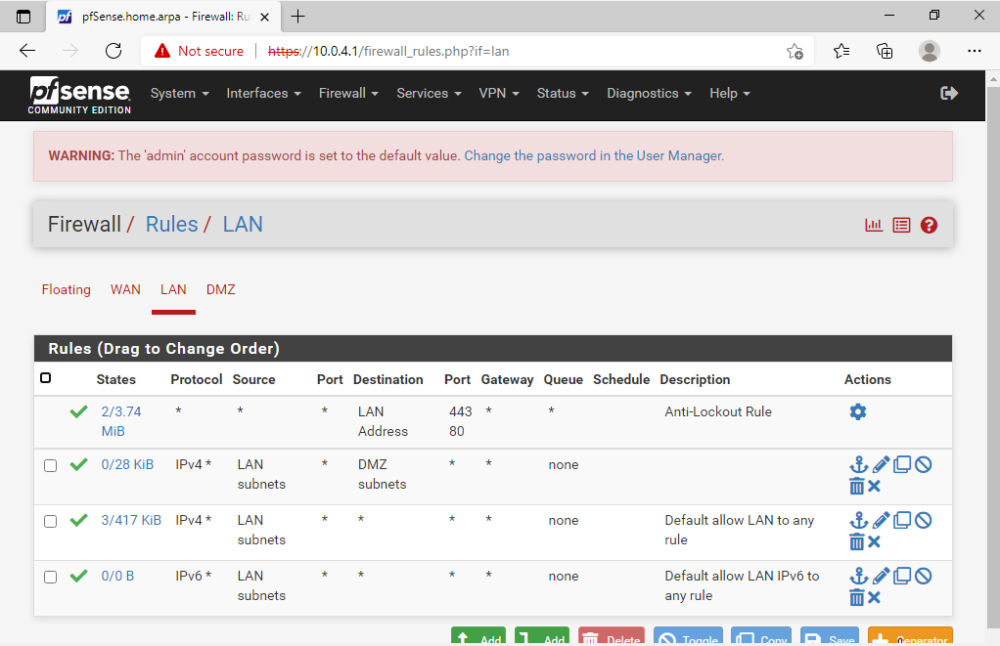 pfSense.home.arpa - Firewall: Ru
Not secure https://10.0.4.1/firewall_rules.php?if=lan
pfsense
COMMUNITY EDITION
System Interfaces Firewall Services VPN Status Diagnostics Help
WARNING: The 'admin' account password is set to the default value. Change the password in the User Manager.
Firewall / Rules / LAN
Floating WAN LAN DMZ
Rules (Drag to Change Order)
States Protocol Source Port Destination Port Gateway Queue Schedule Description Actions
2/3.74 * * * LAN 443 * * Anti-Lockout Rule
MiB Address 80
0/28 KiB IPv4 * LAN * DMZ * * none
subnets subnets
3/417 KiB IPv4 * LAN * * * * none Default allow LAN to any
subnets rule
0/0 B IPv6 * LAN * * * * none Default allow LAN IPv6 to
subnets any rule
Add Add Delete Toggle Copy Save Separator